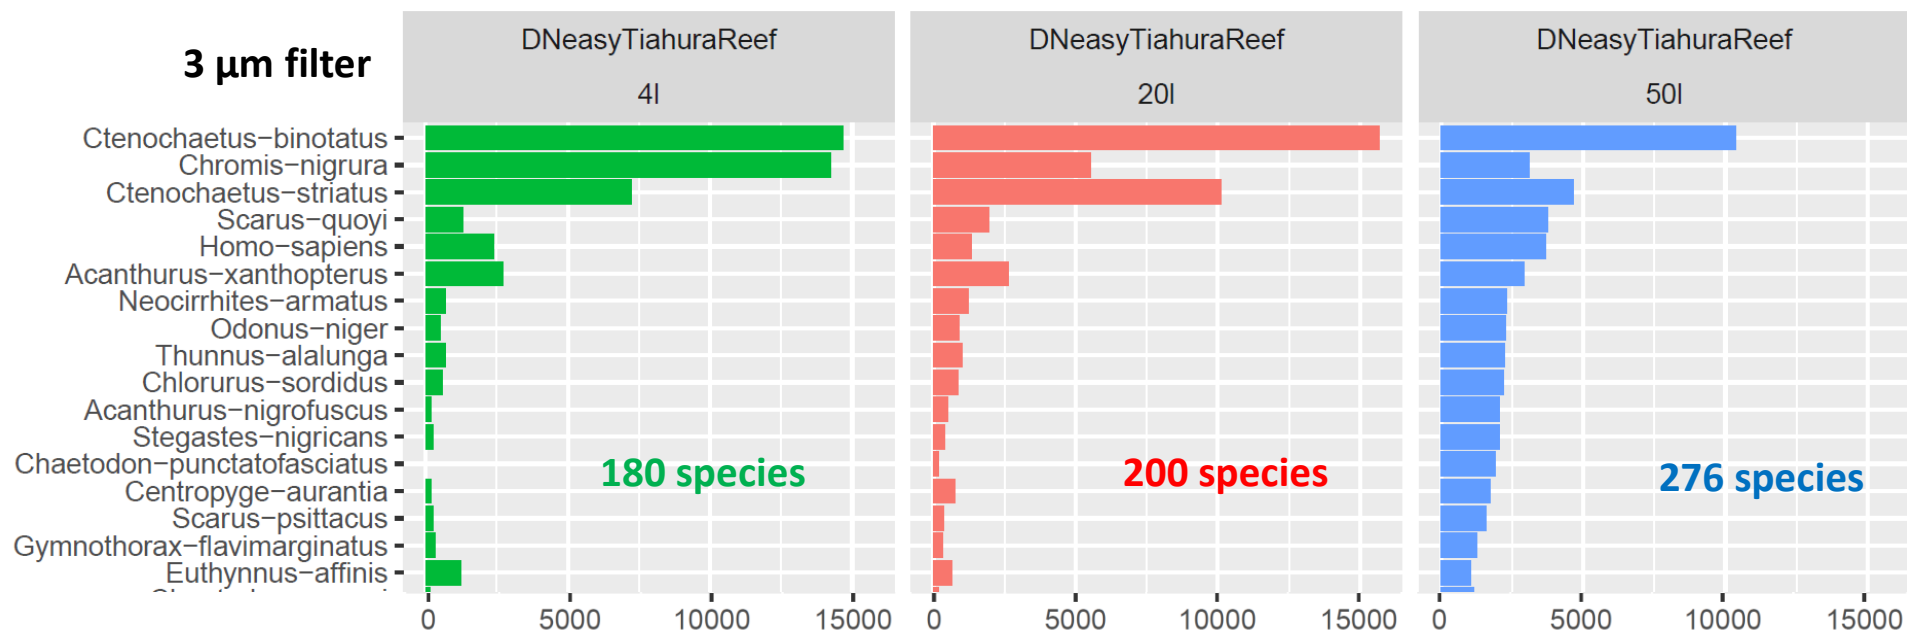 3 µm filter
DNeasyTiahuraReef
4l
DNeasyTiahuraReef
20l
DNeasyTiahuraReef
50l
Ctenochaetus−binotatus
Chromis−nigrura
Ctenochaetus−striatus
Scarus−quoyi
Homo−sapiens
Acanthurus−xanthopterus
Neocirrhites−armatus
Odonus−niger
Thunnus−alalunga
Chlorurus−sordidus
Acanthurus−nigrofuscus
Stegastes−nigricans
Chaetodon−punctatofasciatus
Centropyge−aurantia
Scarus−psittacus
Gymnothorax−flavimarginatus
Euthynnus−affinis
180 species
200 species
276 species
0 5000 10000 15000
0 5000 10000 15000
0 5000 10000 15000